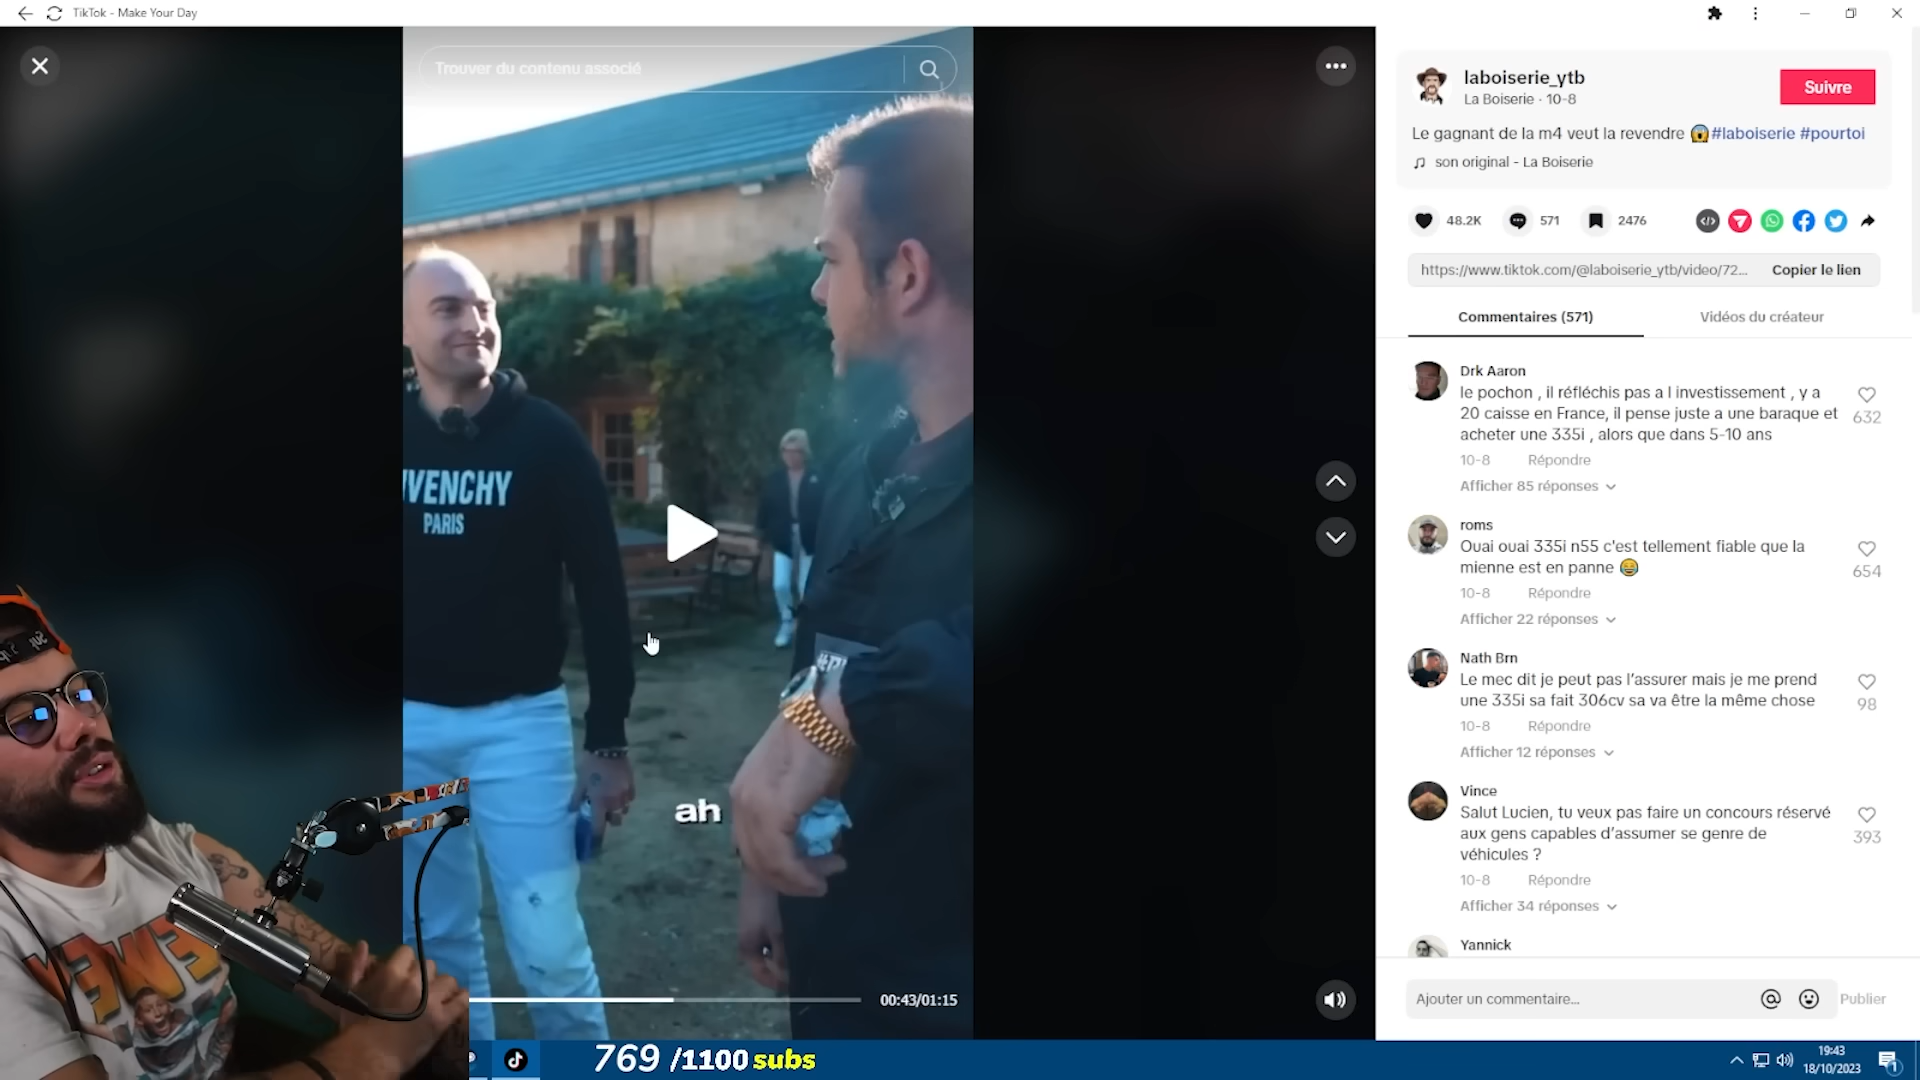 TikTok - Make Your Day
Trouver du contenu associé
VENCHY
PARIS
ah
00:43/01:15
laboiserie_ytb
La Boiserie · 10-8
Suivre
Le gagnant de la m4 veut la revendre 😱#laboiserie #pourtoi
son original - La Boiserie
48.2K
571
2476
https://www.tiktok.com/@laboiserie_ytb/video/72...
Copier le lien
Commentaires (571)
Vidéos du créateur
Drk Aaron
le pochon , il réfléchis pas a l investissement , y a
20 caisse en France, il pense juste a une baraque et
acheter une 335i , alors que dans 5-10 ans
632
10-8 Répondre
Afficher 85 réponses
roms
Ouai ouai 335i n55 c'est tellement fiable que la
mienne est en panne 😂
654
10-8 Répondre
Afficher 22 réponses
Nath Brn
Le mec dit je peut pas l'assurer mais je me prend
une 335i sa fait 306cv sa va être la même chose
98
10-8 Répondre
Afficher 12 réponses
Vince
Salut Lucien, tu veux pas faire un concours réservé
aux gens capables d'assumer se genre de
véhicules ?
393
10-8 Répondre
Afficher 34 réponses
Yannick
Ajouter un commentaire...
Publier
769 /1100 subs
19:43
18/10/2023
1